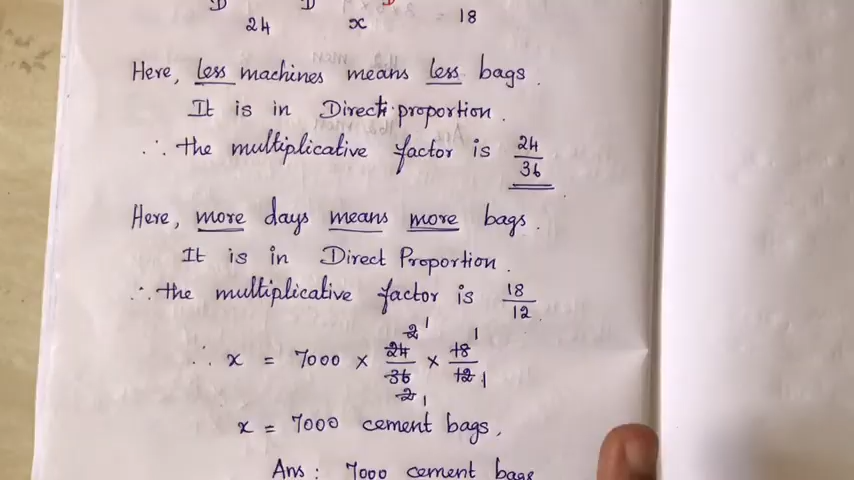 D D D
24 x 18
Here, less machines means less bags.
It is in Direct proportion.
∴ the multiplicative factor is 24/36
Here, more days means more bags.
It is in Direct Proportion.
∴ the multiplicative factor is 18/12
∴ x = 7000 × 24/36 × 18/12
x = 7000 cement bags.
Ans: 7000 cement bags